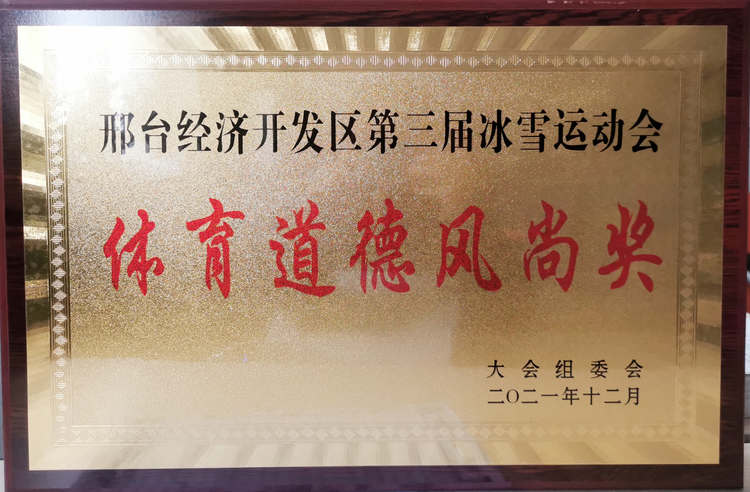 邢台经济开发区第三届冰雪运动会
体育道德风尚奖
大会组委会
二〇二一年十二月